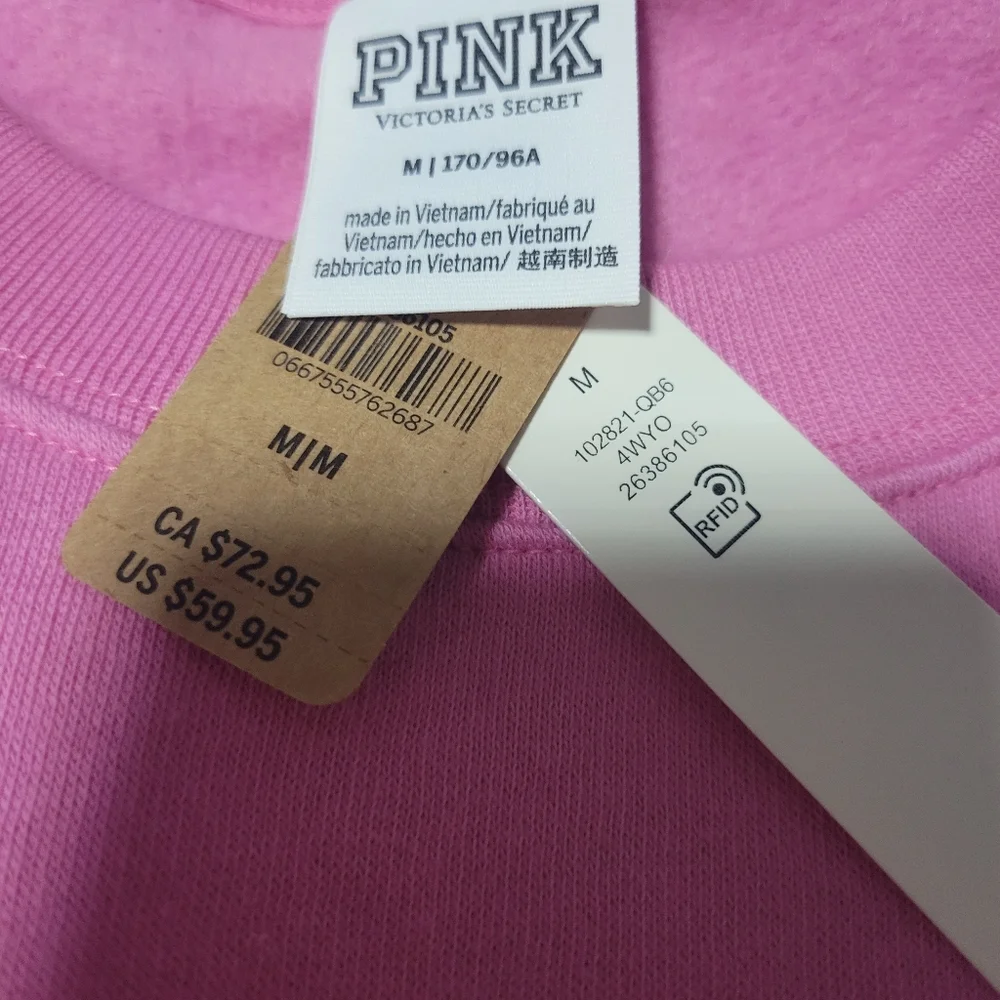 PINK
VICTORIA'S SECRET
M | 170/96A
made in Vietnam/fabriqué au
Vietnam/hecho en Vietnam/
fabbricato in Vietnam/ 越南制造
6105
0667555762687
M|M
CA $72.95
US $59.95
M
102821-QB6
4WYO
26386105
RFID